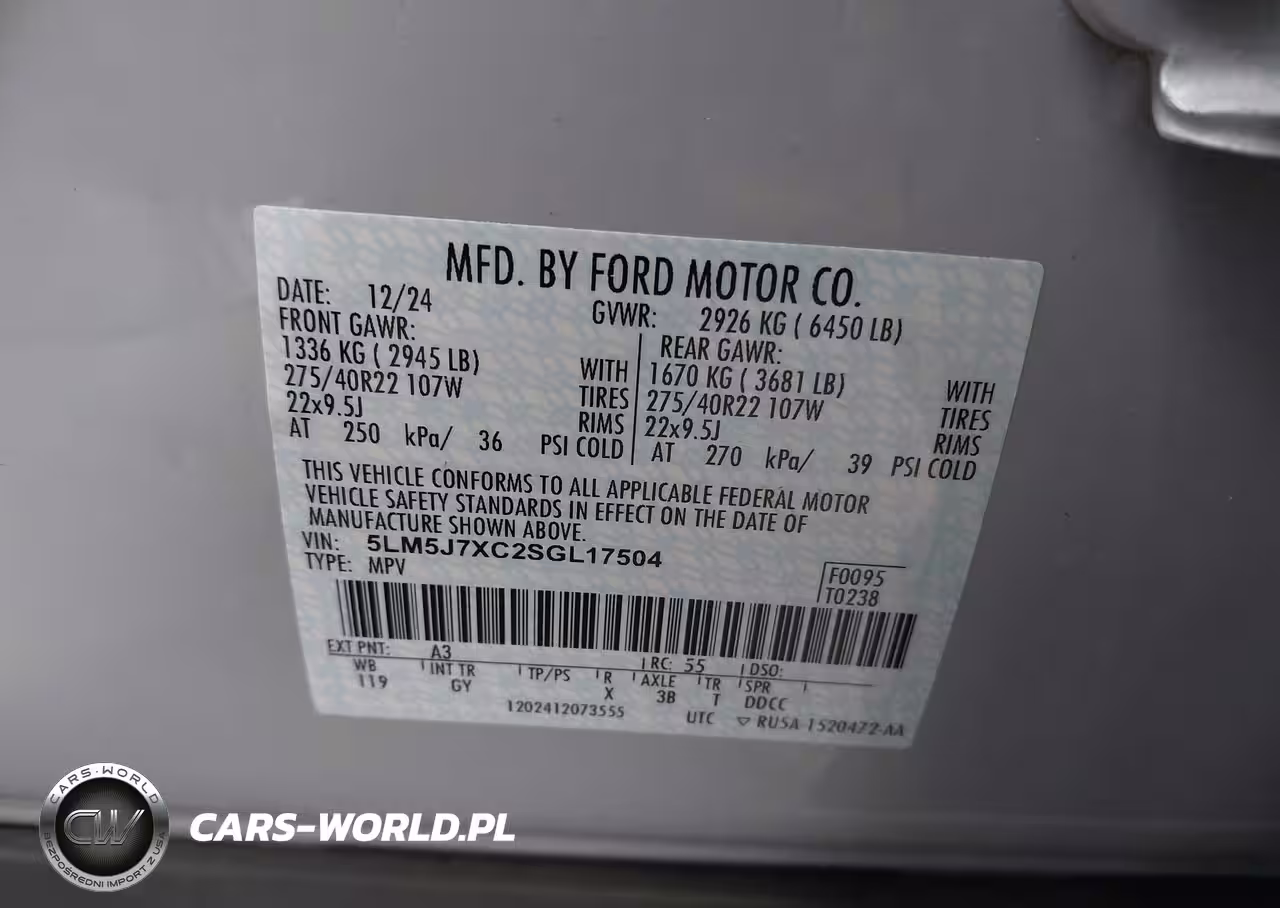 MFD. BY FORD MOTOR CO.
DATE: 12/24 GVWR: 2926 KG ( 6450 LB)
FRONT GAWR: REAR GAWR:
1336 KG ( 2945 LB) WITH 1670 KG ( 3681 LB) WITH
275/40R22 107W TIRES 275/40R22 107W TIRES
22x9.5J RIMS 22x9.5J RIMS
AT 250 kPa/ 36 PSI COLD AT 270 kPa/ 39 PSI COLD
THIS VEHICLE CONFORMS TO ALL APPLICABLE FEDERAL MOTOR
VEHICLE SAFETY STANDARDS IN EFFECT ON THE DATE OF
MANUFACTURE SHOWN ABOVE.
VIN: 5LM5J7XC2SGL17504
TYPE: MPV
F0095
T0238
EXT PNT: A3 RC: 55 DSO:
WB INT TR TP/PS R AXLE TR SPR
119 GY X 3B T DDCC
1202412073555 UTC ▽ RUSA 1520472-AA
CARS-WORLD
CW
BEZPOŚREDNI IMPORT Z USA
CARS-WORLD.PL